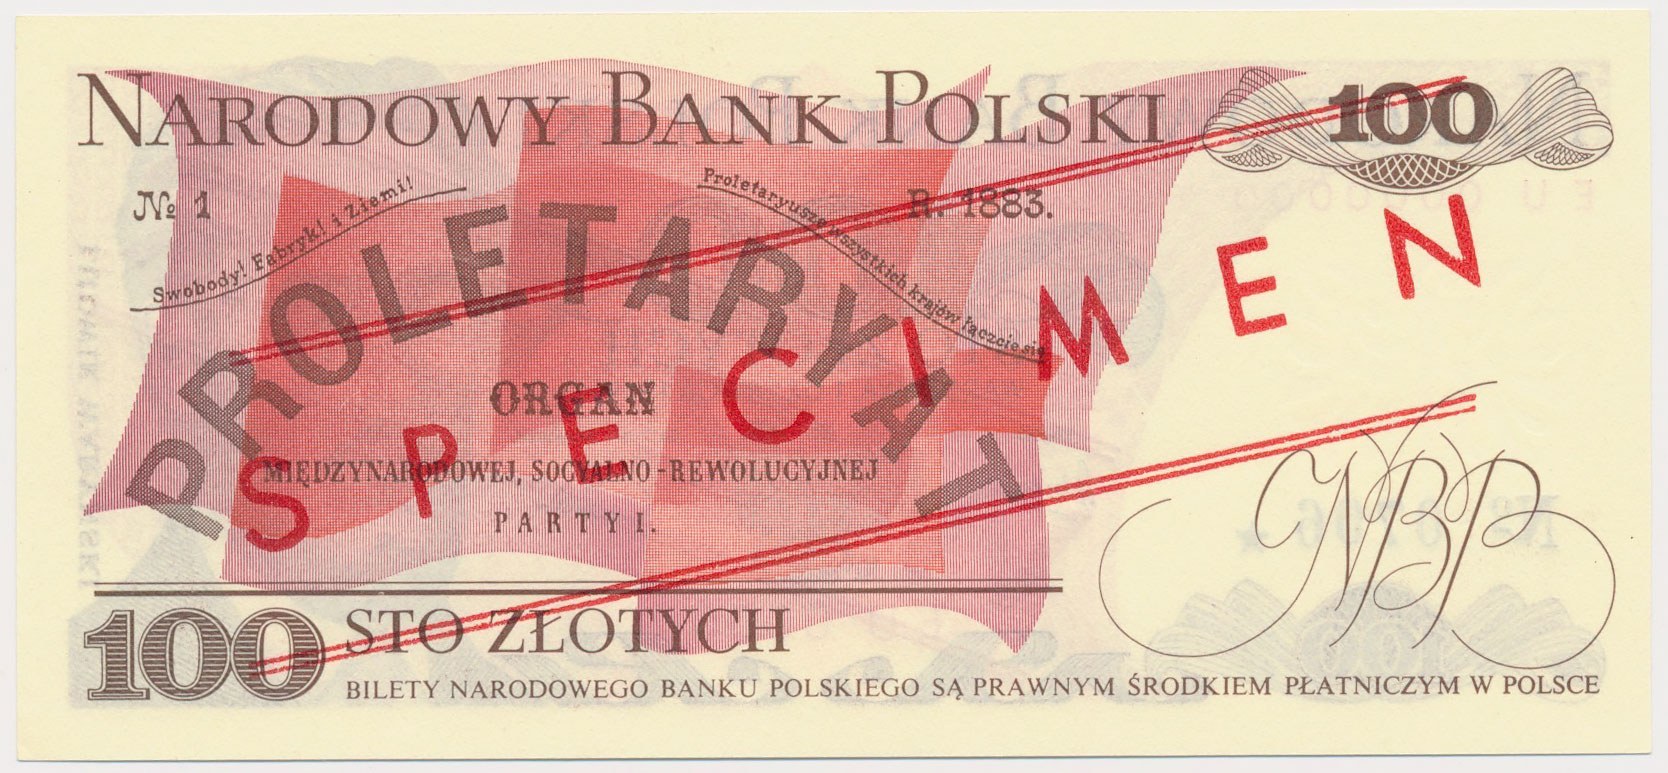 NARODOWY BANK POLSKI 100
№ 1
Swobody! Fabryk! i Ziemi!
Proletaryusze wszystkich krajów łączcie się
R. 1883.
PROLETARYAT
ORGAN
MIĘDZYNARODOWEJ, SOCYALNO-REWOLUCYJNEJ
PARTYI.
SPECIMEN
NBP
100 STO ZŁOTYCH
BILETY NARODOWEGO BANKU POLSKIEGO SĄ PRAWNYM ŚRODKIEM PŁATNICZYM W POLSCE